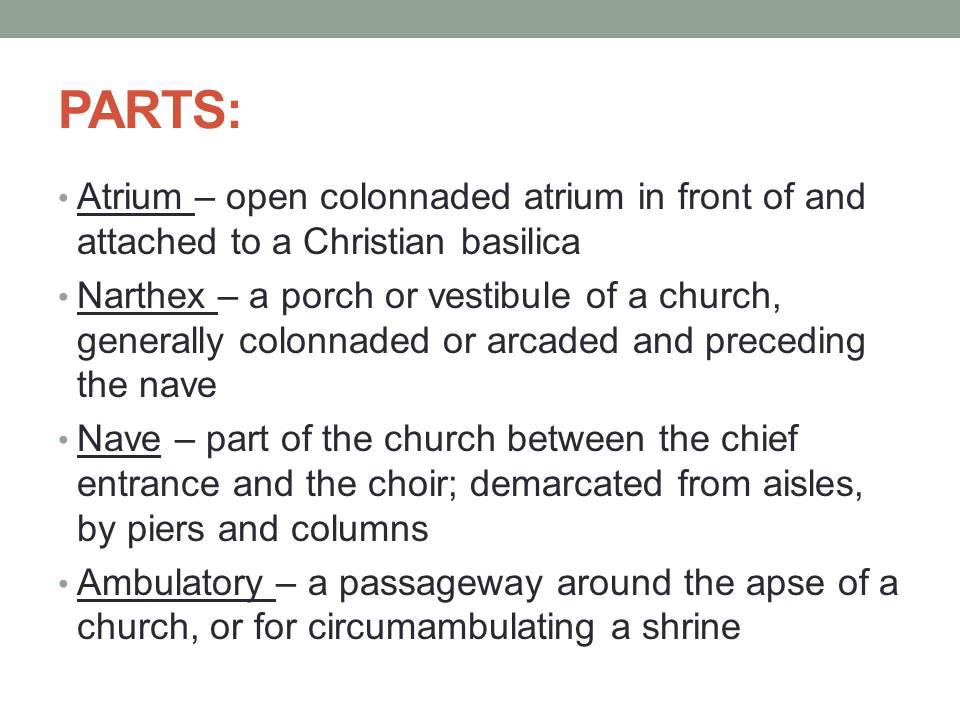 PARTS:
• Atrium – open colonnaded atrium in front of and
attached to a Christian basilica
• Narthex – a porch or vestibule of a church,
generally colonnaded or arcaded and preceding
the nave
• Nave – part of the church between the chief
entrance and the choir; demarcated from aisles,
by piers and columns
• Ambulatory – a passageway around the apse of a
church, or for circumambulating a shrine